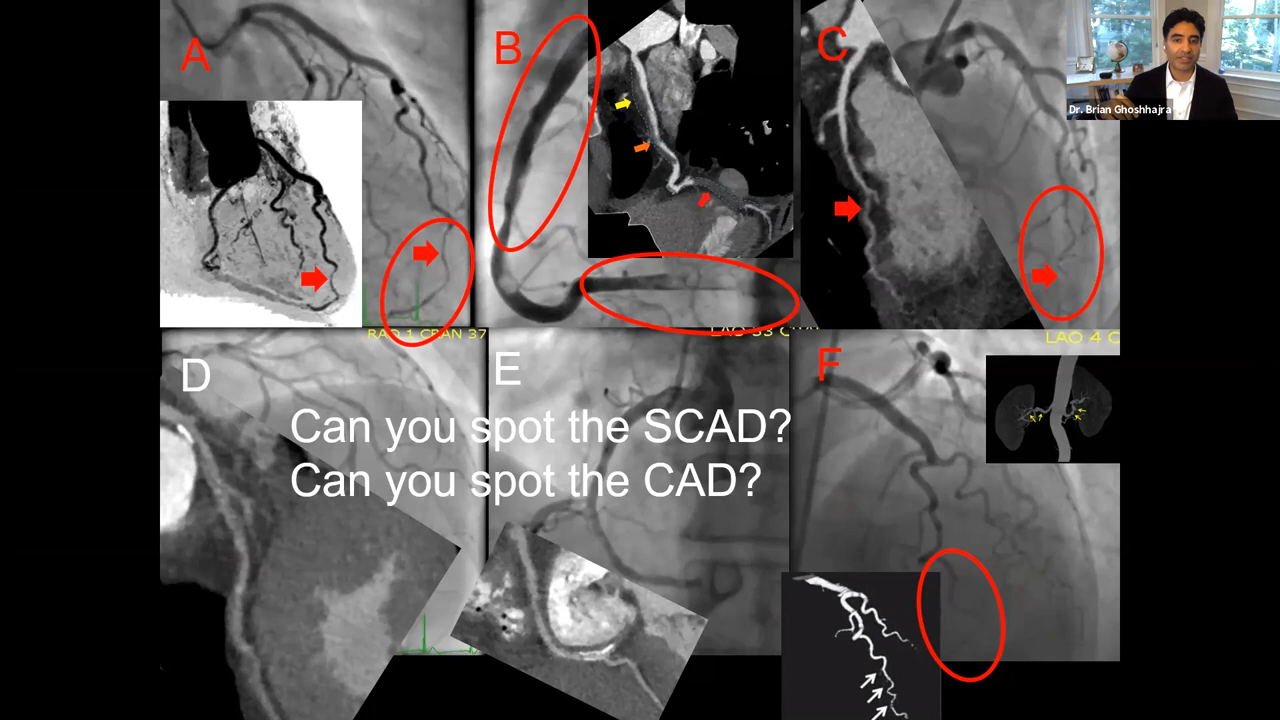 A
B
C
Dr. Brian Ghoshhajra
RAO 1 CRAN 37
LAO 4 C
D
E
F
Can you spot the SCAD?
Can you spot the CAD?